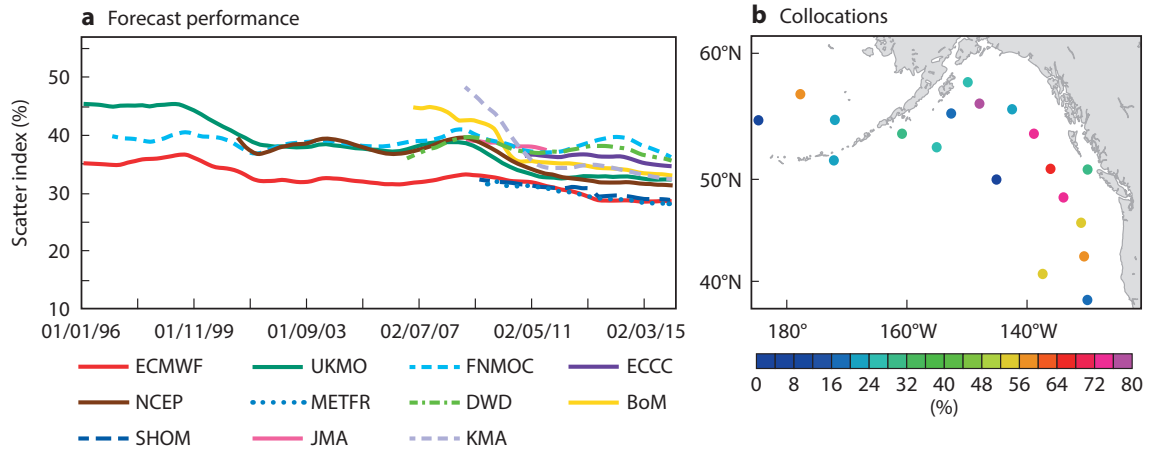 a Forecast performance
Scatter index (%)
50
40
30
20
10
01/01/96 01/11/99 01/09/03 02/07/07 02/05/11 02/03/15
ECMWF UKMO FNMOC ECCC
NCEP METFR DWD BoM
SHOM JMA KMA
b Collocations
60°N
50°N
40°N
180° 160°W 140°W
0 8 16 24 32 40 48 56 64 72 80
(%)